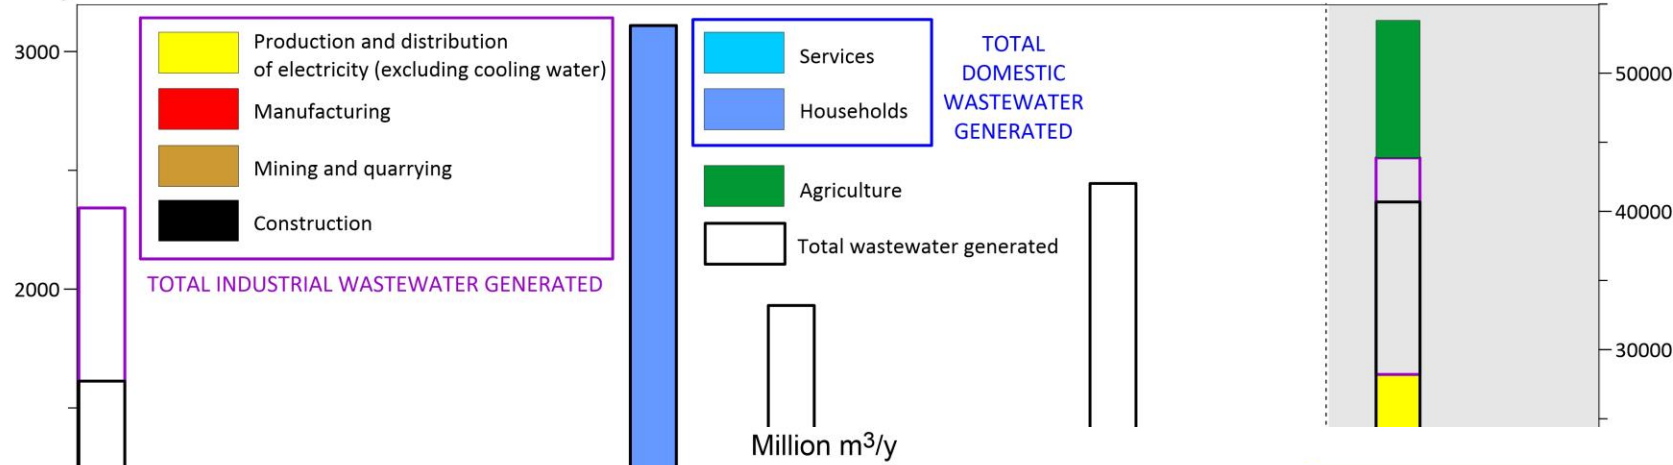 3000
2000
Production and distribution
of electricity (excluding cooling water)
Manufacturing
Mining and quarrying
Construction
TOTAL INDUSTRIAL WASTEWATER GENERATED
Services
Households
TOTAL
DOMESTIC
WASTEWATER
GENERATED
Agriculture
Total wastewater generated
Million m³/y
50000
40000
30000